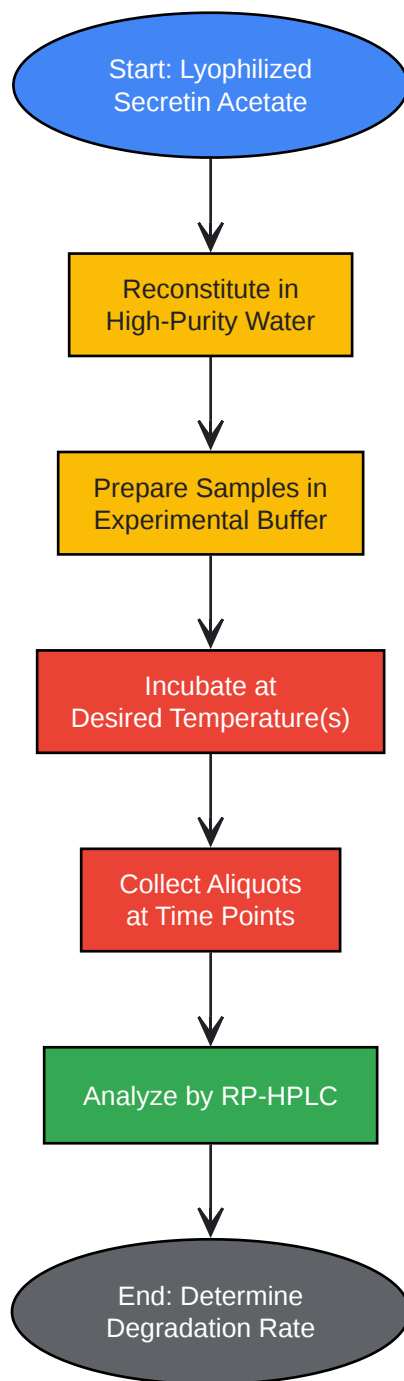 Start: Lyophilized
Secretin Acetate
Reconstitute in
High-Purity Water
Prepare Samples in
Experimental Buffer
Incubate at
Desired Temperature(s)
Collect Aliquots
at Time Points
Analyze by RP-HPLC
End: Determine
Degradation Rate